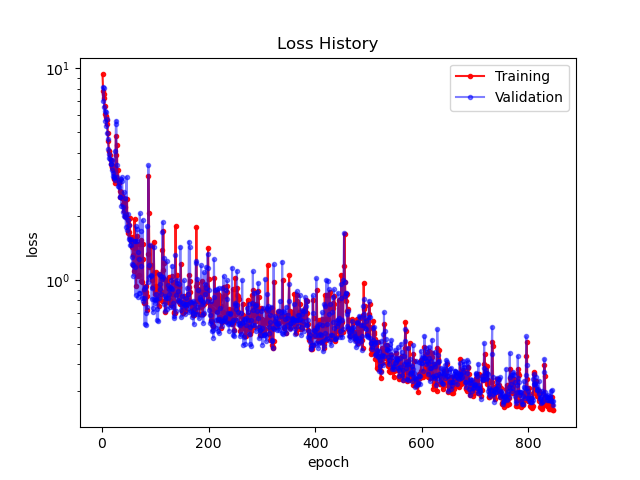 Loss History
10¹
10⁰
loss
Training
Validation
0
200
400
600
800
epoch